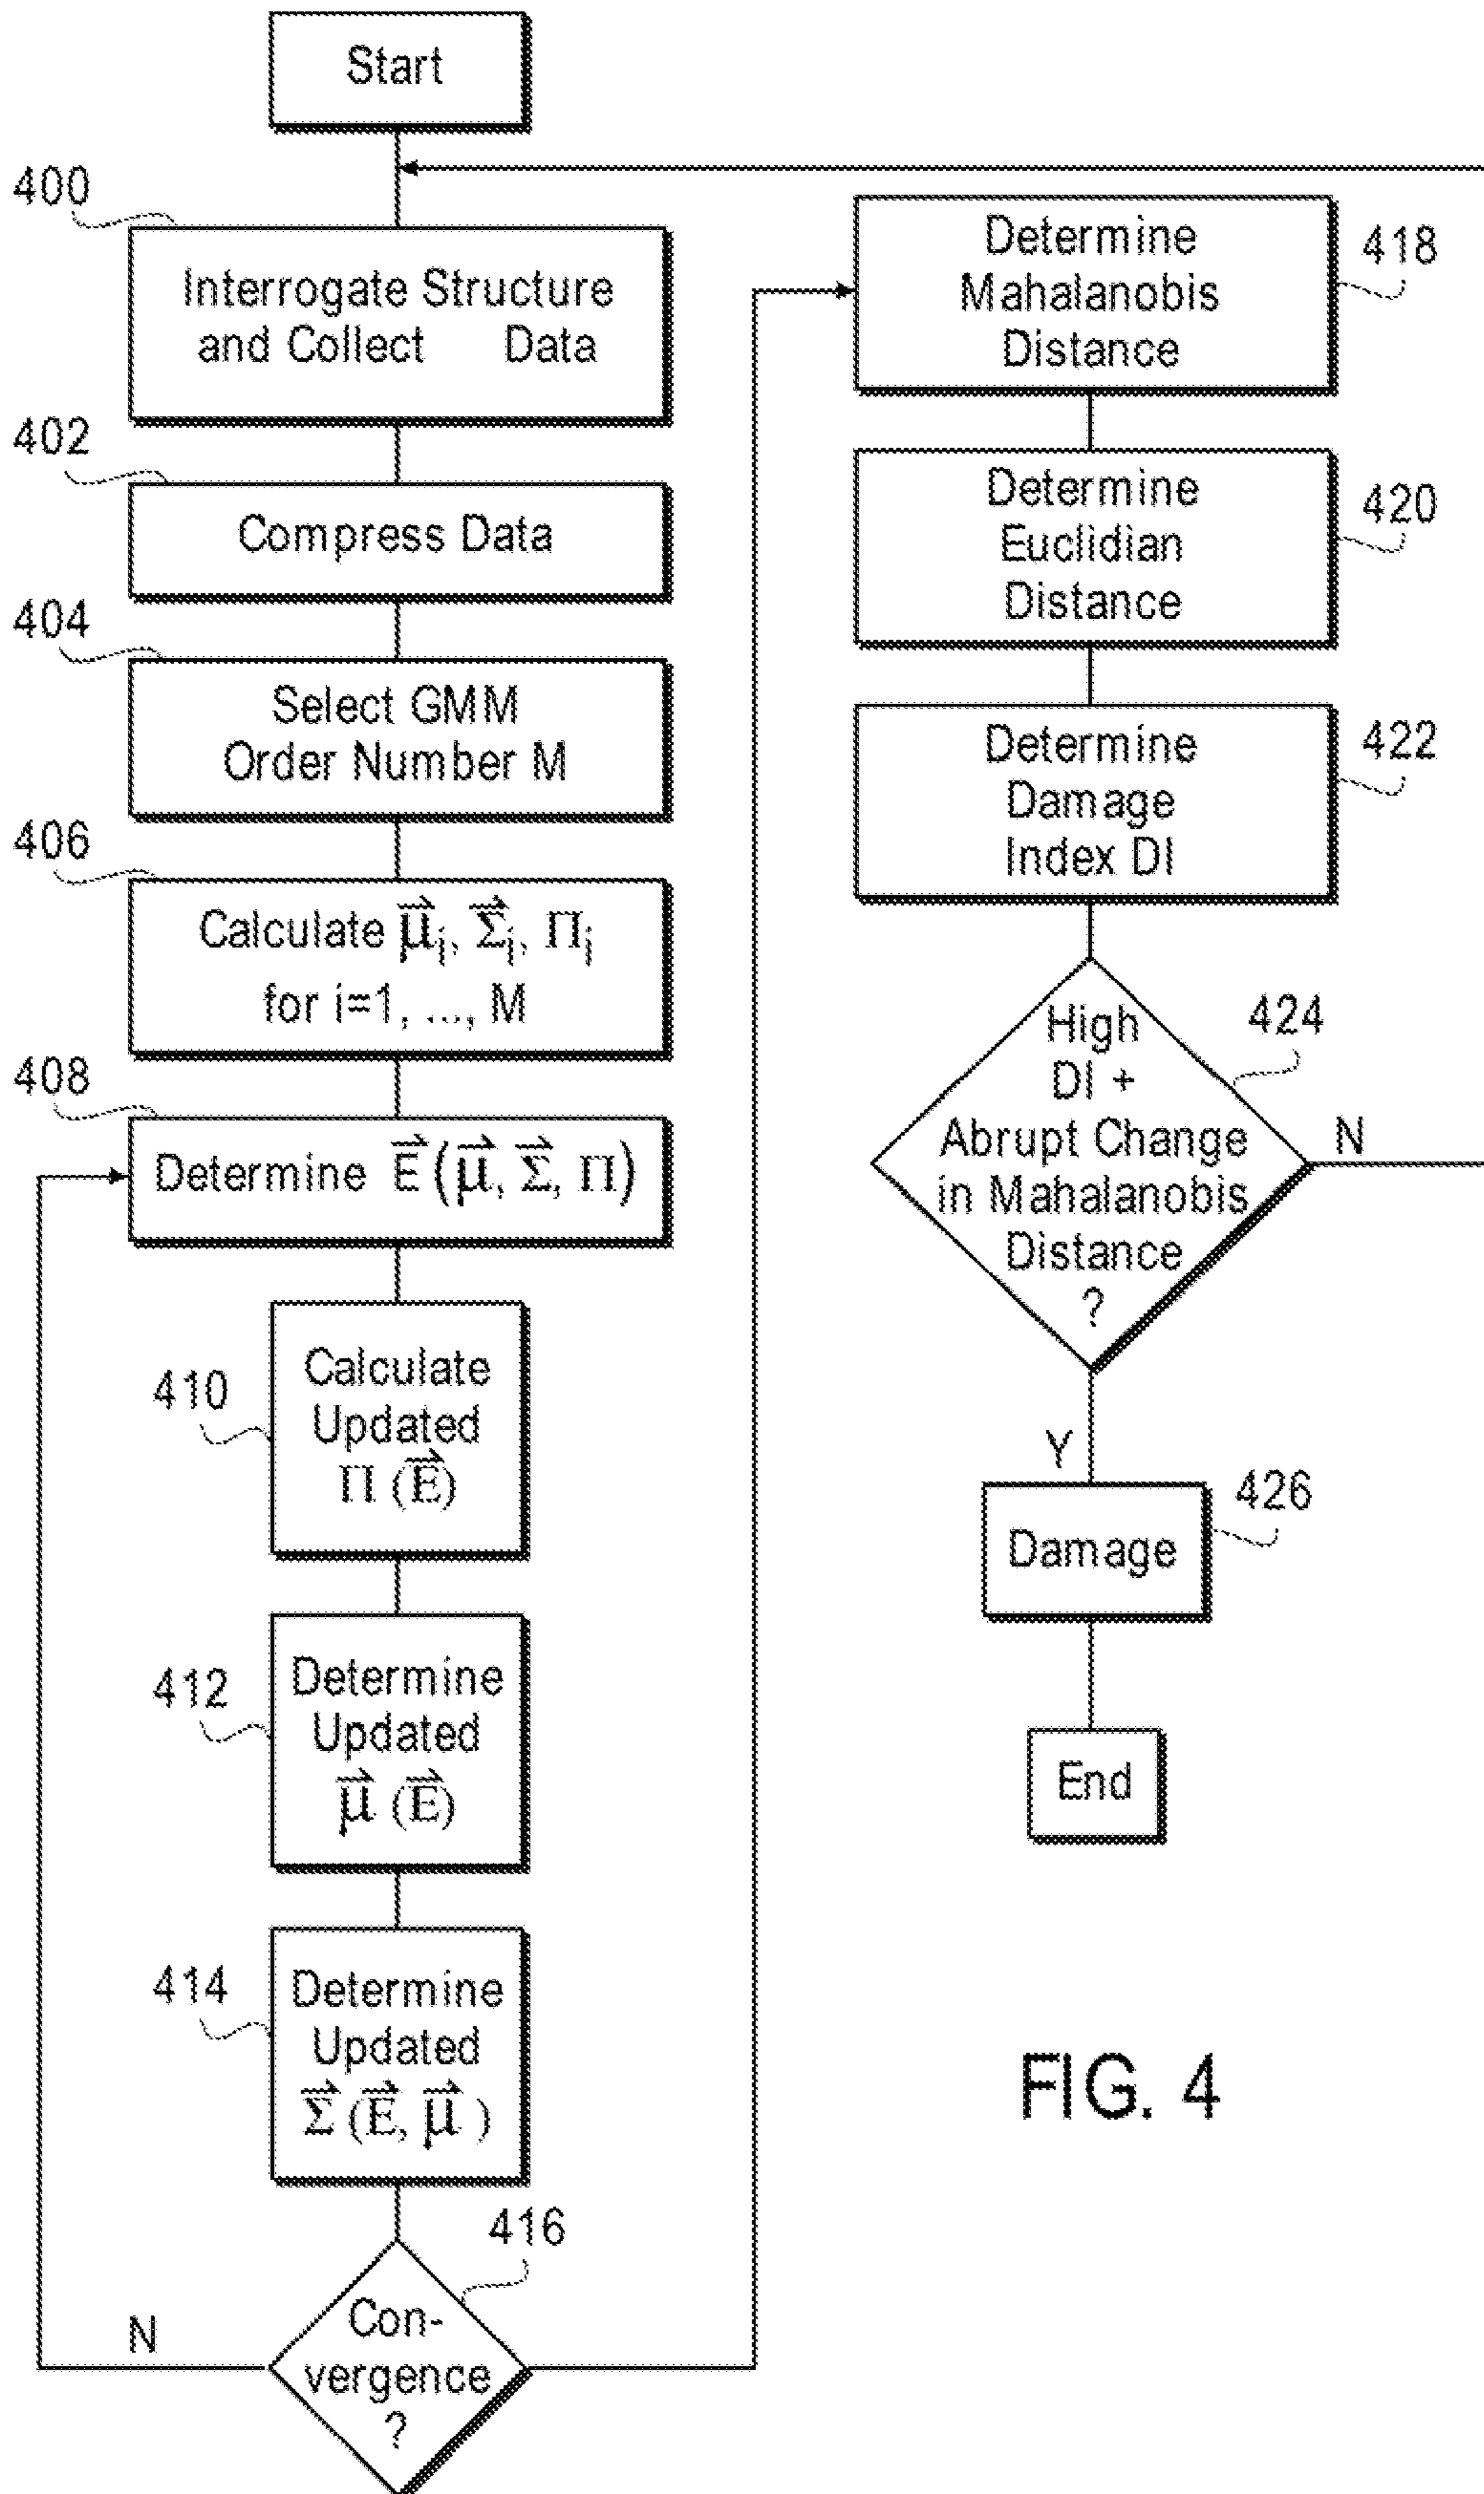 Start
400
Interrogate Structure
and Collect Data
402
Compress Data
404
Select GMM
Order Number M
406
Calculate μ⃗ᵢ, Σ⃗ᵢ, Πᵢ
for i=1, ..., M
408
Determine E⃗ (μ⃗, Σ⃗, Π)
410
Calculate
Updated
Π (E⃗)
412
Determine
Updated
μ⃗ (E⃗)
414
Determine
Updated
Σ⃗ (E⃗, μ⃗ )
416
Con-
vergence
?
N
418
Determine
Mahalanobis
Distance
420
Determine
Euclidian
Distance
422
Determine
Damage
Index DI
424
High
DI +
Abrupt Change
in Mahalanobis
Distance
?
N
Y
426
Damage
End
FIG. 4